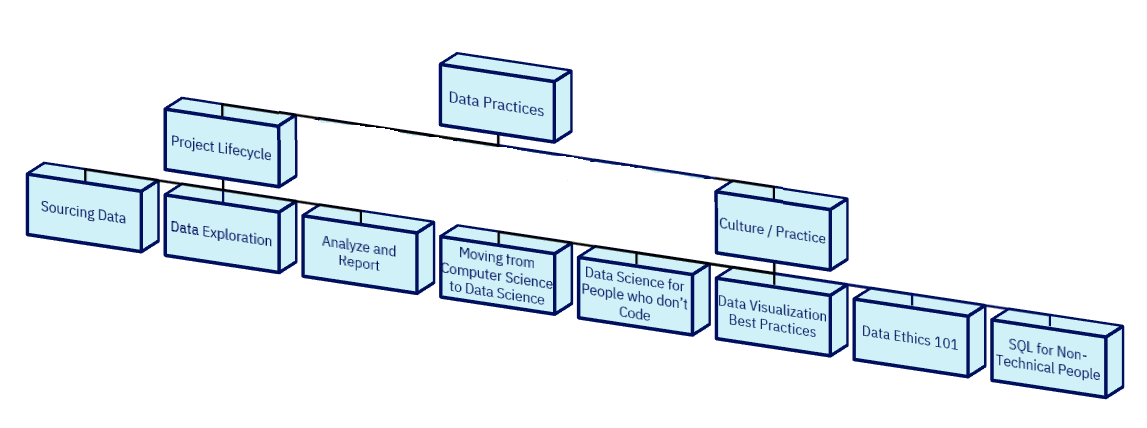 Data Practices
Project Lifecycle
Culture / Practice
Sourcing Data
Data Exploration
Analyze and
Report
Moving from
Computer Science
to Data Science
Data Science for
People who don't
Code
Data Visualization
Best Practices
Data Ethics 101
SQL for Non-
Technical People